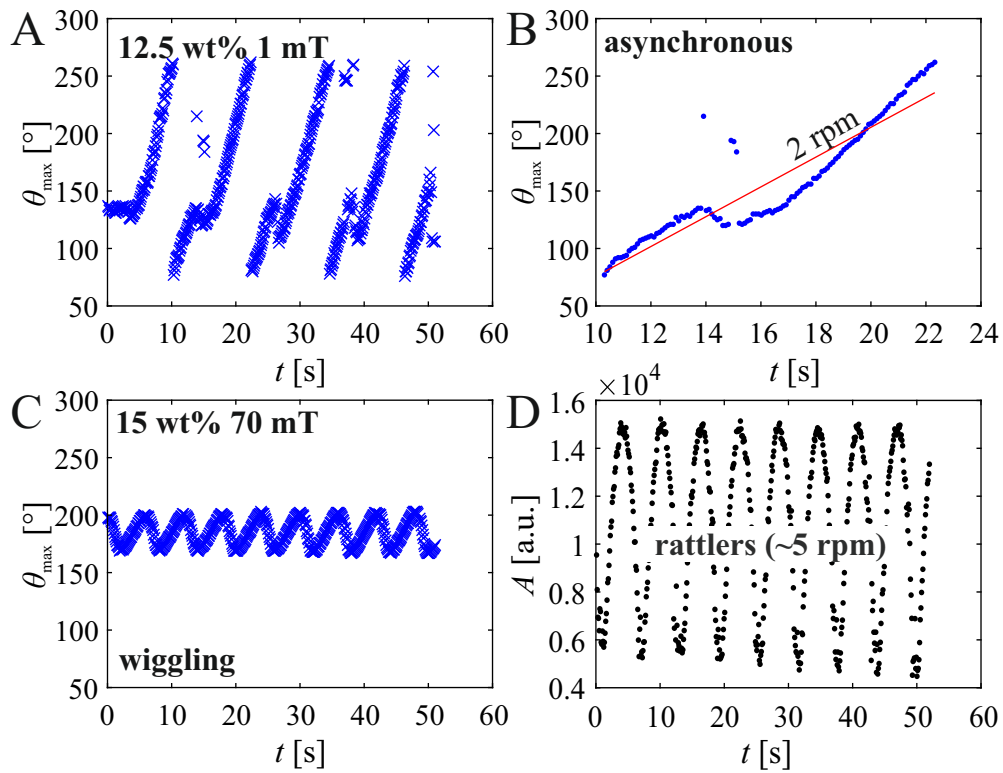 A
12.5 wt% 1 mT
300
250
200
150
100
50
θmax [°]
0 10 20 30 40 50 60
t [s]
B
asynchronous
2 rpm
300
250
200
150
100
50
θmax [°]
10 12 14 16 18 20 22 24
t [s]
C
15 wt% 70 mT
wiggling
300
250
200
150
100
50
θmax [°]
0 10 20 30 40 50 60
t [s]
D
×10⁴
1.6
1.4
1.2
1
0.8
0.6
0.4
A [a.u.]
rattlers (~5 rpm)
0 10 20 30 40 50 60
t [s]